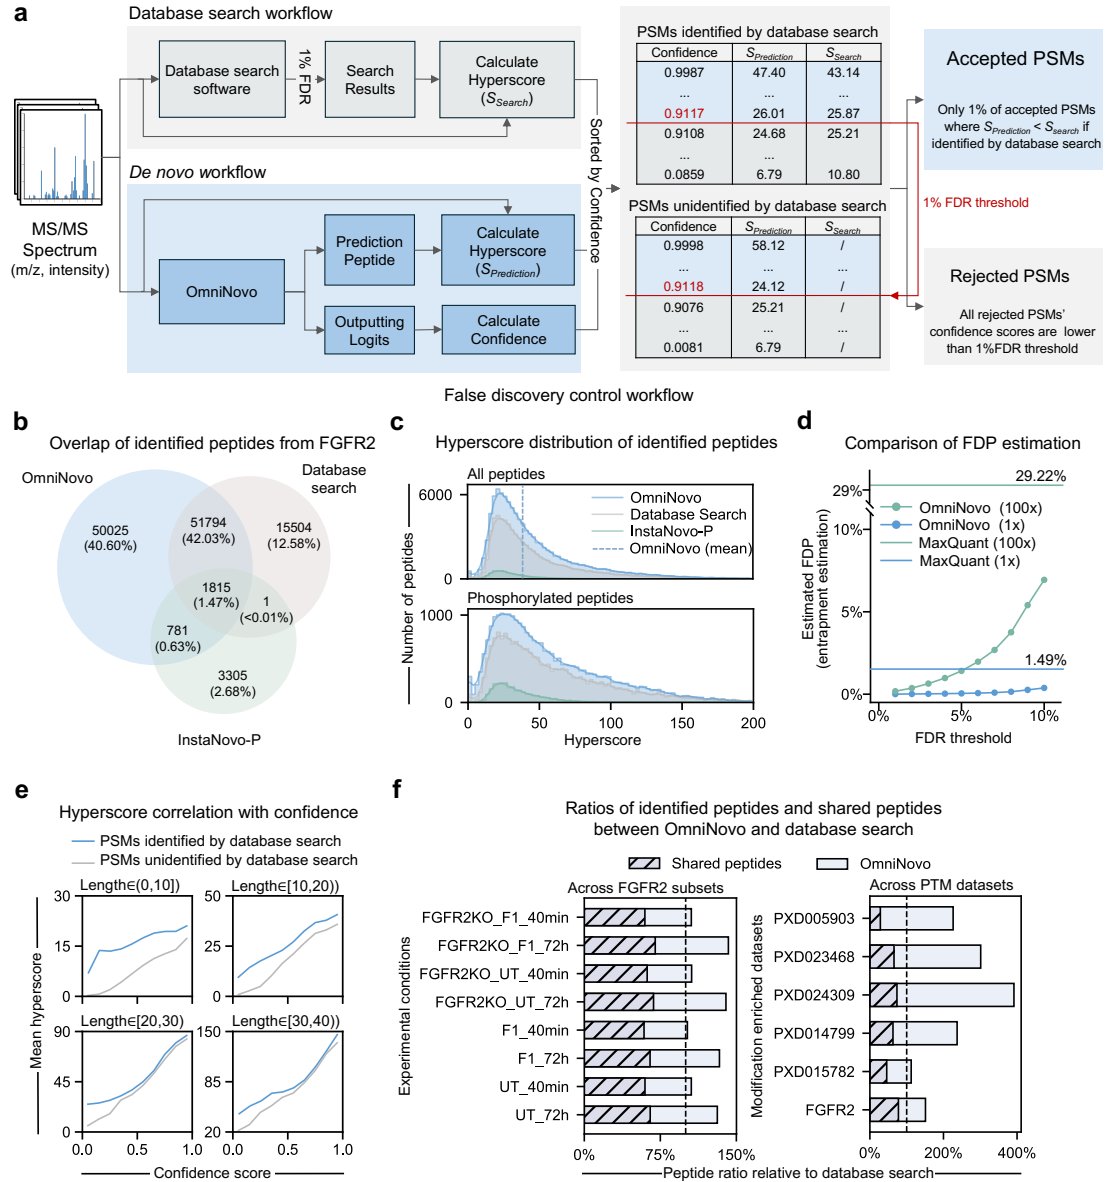 a
Database search workflow
Database search
software
1% FDR
Search
Results
Calculate
Hyperscore
(S_Search)
De novo workflow
MS/MS
Spectrum
(m/z, intensity)
OmniNovo
Prediction
Peptide
Calculate
Hyperscore
(S_Prediction)
Outputting
Logits
Calculate
Confidence
Sorted by Confidence
PSMs identified by database search
Confidence S_Prediction S_Search
0.9987 47.40 43.14
... ... ...
0.9117 26.01 25.87
0.9108 24.68 25.21
... ... ...
0.0859 6.79 10.80
PSMs unidentified by database search
Confidence S_Prediction S_Search
0.9998 58.12 /
... ... /
0.9118 24.12 /
0.9076 25.21 /
... ... /
0.0081 6.79 /
Accepted PSMs
Only 1% of accepted PSMs
where S_Prediction < S_search if
identified by database search
1% FDR threshold
Rejected PSMs
All rejected PSMs'
confidence scores are lower
than 1%FDR threshold
False discovery control workflow
b
Overlap of identified peptides from FGFR2
OmniNovo
Database
search
50025
(40.60%)
51794
(42.03%)
15504
(12.58%)
1815
(1.47%)
1
(<0.01%)
781
(0.63%)
3305
(2.68%)
InstaNovo-P
c
Hyperscore distribution of identified peptides
All peptides
6000
0
OmniNovo
Database Search
InstaNovo-P
OmniNovo (mean)
Number of peptides
Phosphorylated peptides
1000
0
0 50 100 150 200
Hyperscore
d
Comparison of FDP estimation
29.22%
29%
10%
5%
0%
OmniNovo (100x)
OmniNovo (1x)
MaxQuant (100x)
MaxQuant (1x)
1.49%
Estimated FDP
(entrapment estimation)
0% 5% 10%
FDR threshold
e
Hyperscore correlation with confidence
PSMs identified by database search
PSMs unidentified by database search
Length∈(0,10])
30
15
0
Length∈[10,20))
50
25
0
Length∈[20,30)
90
45
0
Length∈[30,40))
150
85
20
Mean hyperscore
0.0 0.5 1.0
0.5 1.0
Confidence score
f
Ratios of identified peptides and shared peptides
between OmniNovo and database search
Shared peptides
OmniNovo
Across FGFR2 subsets
FGFR2KO_F1_40min
FGFR2KO_F1_72h
FGFR2KO_UT_40min
FGFR2KO_UT_72h
F1_40min
F1_72h
UT_40min
UT_72h
Experimental conditions
0% 75% 150%
Across PTM datasets
PXD005903
PXD023468
PXD024309
PXD014799
PXD015782
FGFR2
Modification enriched datasets
0% 200% 400%
Peptide ratio relative to database search